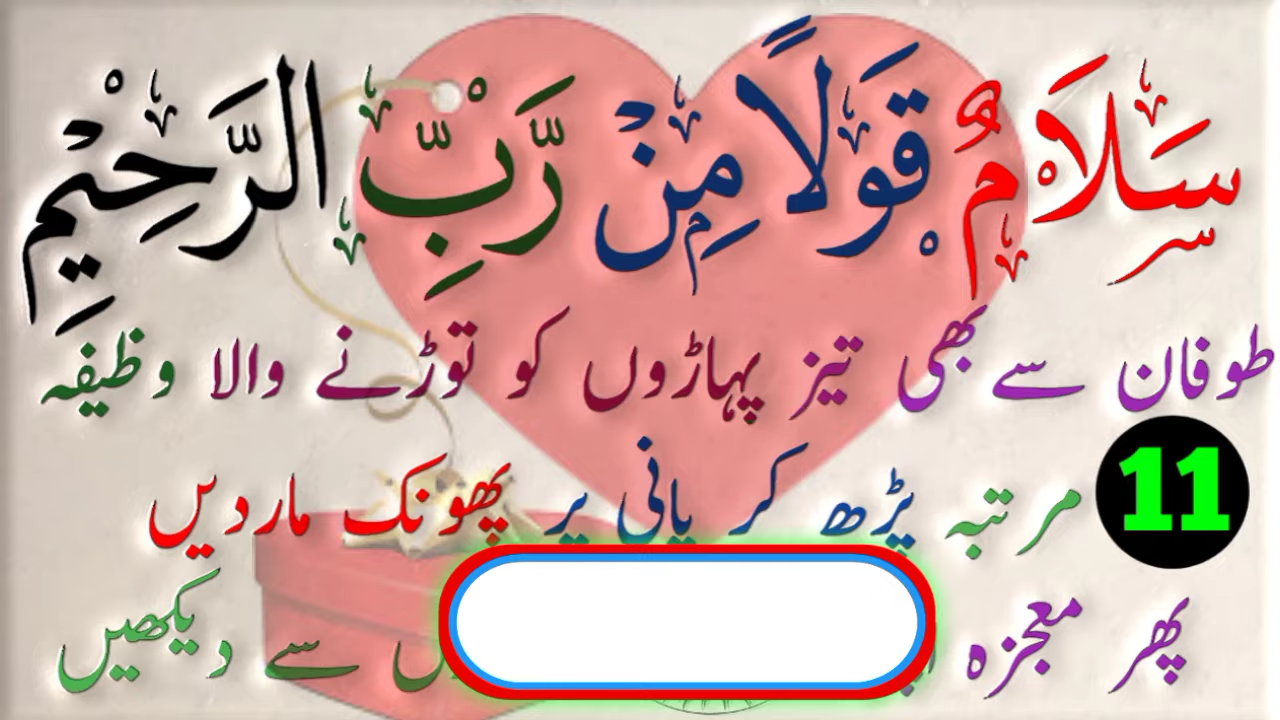 سَلَامٌ قَوْلًا مِنْ رَّبٍّ الرَّحِيْمِ
طوفان سے بھی تیز پہاڑوں کو توڑنے والا وظیفہ
11 مرتبہ پڑھ کر پانی پر پھونک ماردیں
پھر معجزہ سے دیکھیں